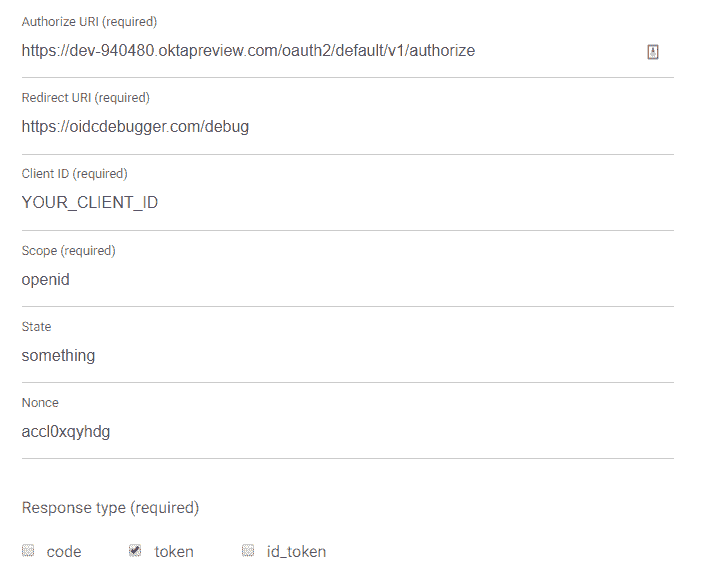 Authorize URI (required)
https://dev-940480.oktapreview.com/oauth2/default/v1/authorize
Redirect URI (required)
https://oidcdebugger.com/debug
Client ID (required)
YOUR_CLIENT_ID
Scope (required)
openid
State
something
Nonce
accl0xqyhdg
Response type (required)
code token id_token